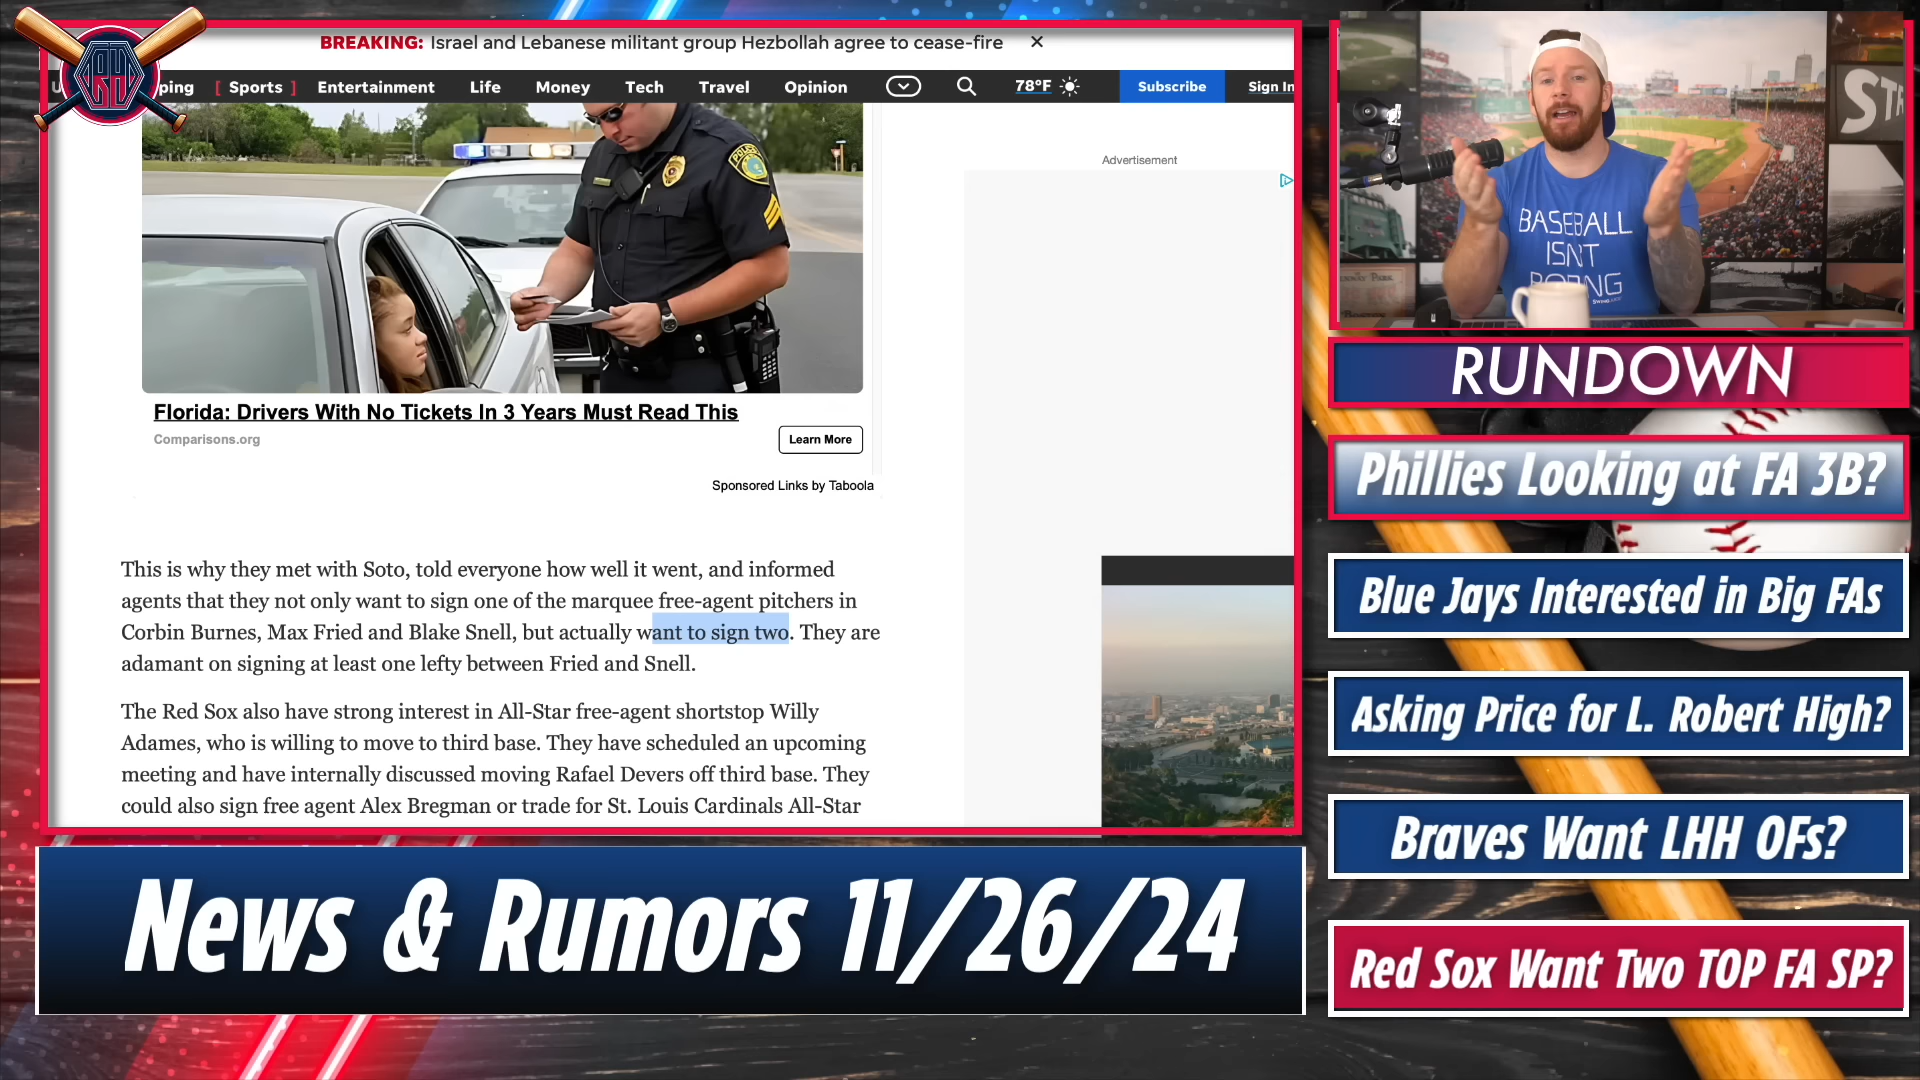 BREAKING: Israel and Lebanese militant group Hezbollah agree to cease-fire
ping [ Sports ] Entertainment Life Money Tech Travel Opinion 78°F Subscribe Sign In
Advertisement
POLICE
Florida: Drivers With No Tickets In 3 Years Must Read This
Comparisons.org
Learn More
Sponsored Links by Taboola
This is why they met with Soto, told everyone how well it went, and informed
agents that they not only want to sign one of the marquee free-agent pitchers in
Corbin Burnes, Max Fried and Blake Snell, but actually want to sign two. They are
adamant on signing at least one lefty between Fried and Snell.
The Red Sox also have strong interest in All-Star free-agent shortstop Willy
Adames, who is willing to move to third base. They have scheduled an upcoming
meeting and have internally discussed moving Rafael Devers off third base. They
could also sign free agent Alex Bregman or trade for St. Louis Cardinals All-Star
News & Rumors 11/26/24
STR
BASEBALL
ISN'T
BORING
RUNDOWN
Phillies Looking at FA 3B?
Blue Jays Interested in Big FAs
Asking Price for L. Robert High?
Braves Want LHH OFs?
Red Sox Want Two TOP FA SP?